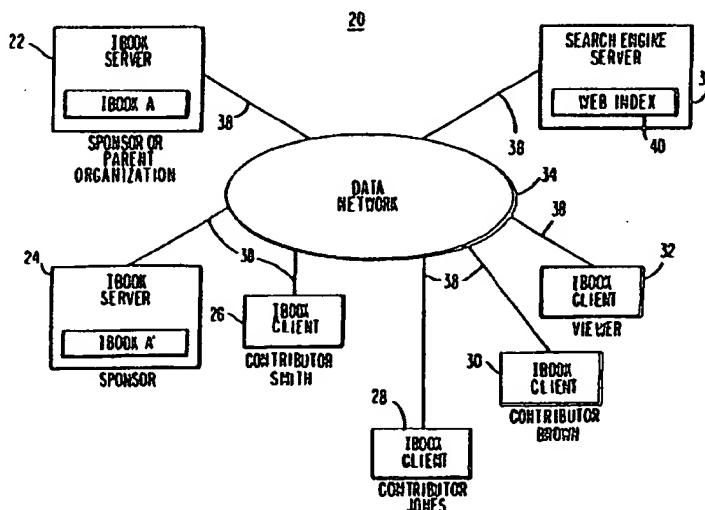 20
22
IBOOK
SERVER
IBOOK A
SPONSOR OR
PARENT
ORGANIZATION
38
SEARCH ENGINE
SERVER
WEB INDEX
40
38
DATA
NETWORK
34
38
24
IBOOK
SERVER
IBOOK A'
SPONSOR
38
26
IBOOK
CLIENT
CONTRIBUTOR
SMITH
38
28
IBOOK
CLIENT
CONTRIBUTOR
JONES
30
IBOOK
CLIENT
CONTRIBUTOR
BROWN
IBOOK
CLIENT
32
VIEWER